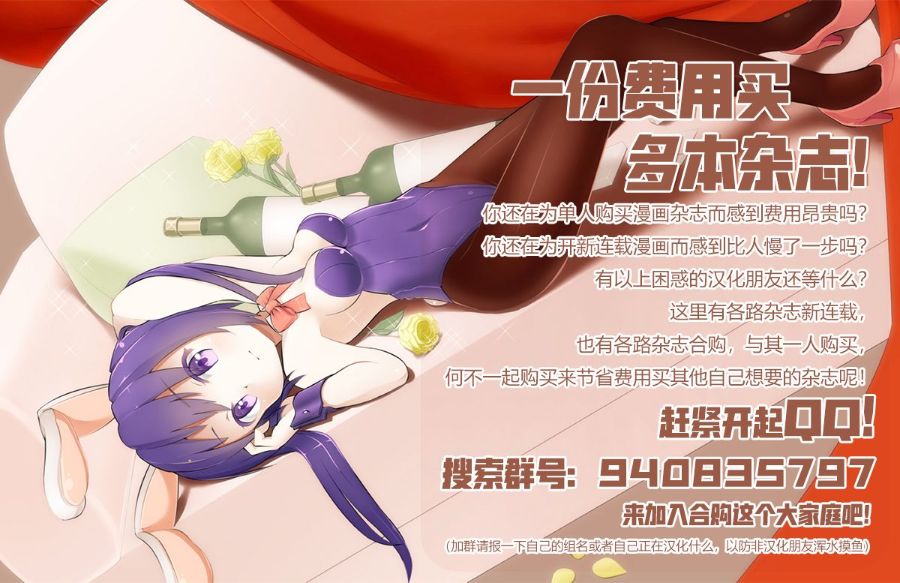 一份费用买
多本杂志!
你还在为单人购买漫画杂志而感到费用昂贵吗?
你还在为开新连载漫画而感到比人慢了一步吗?
有以上困惑的汉化朋友还等什么?
这里有各路杂志新连载,
也有各路杂志合购,与其一人购买,
何不一起购买来节省费用买其他自己想要的杂志呢!
赶紧开起QQ!
搜索群号: 940835797
来加入合购这个大家庭吧!
(加群请报一下自己的组名或者自己正在汉化什么,以防非汉化朋友浑水摸鱼)